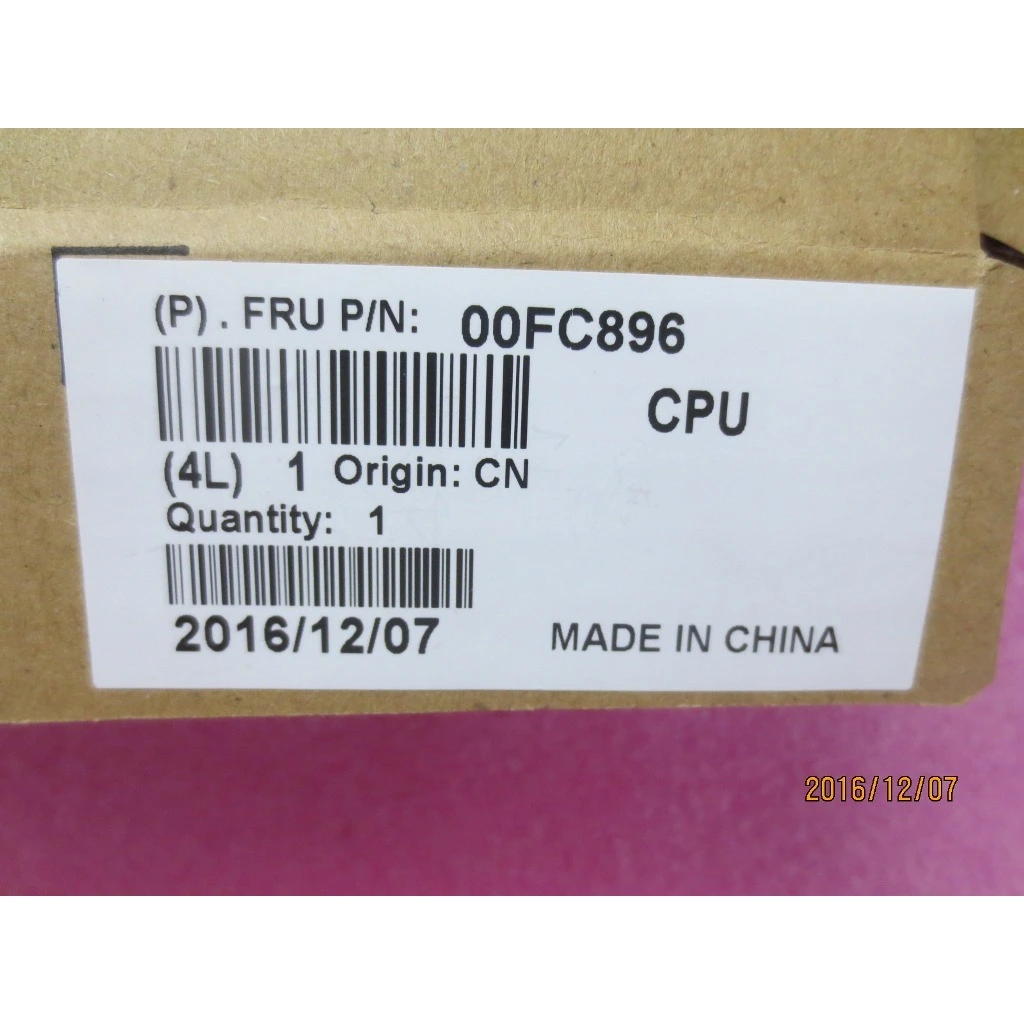 (P) . FRU P/N: 00FC896
CPU
(4L) 1 Origin: CN
Quantity: 1
2016/12/07
MADE IN CHINA
2016/12/07